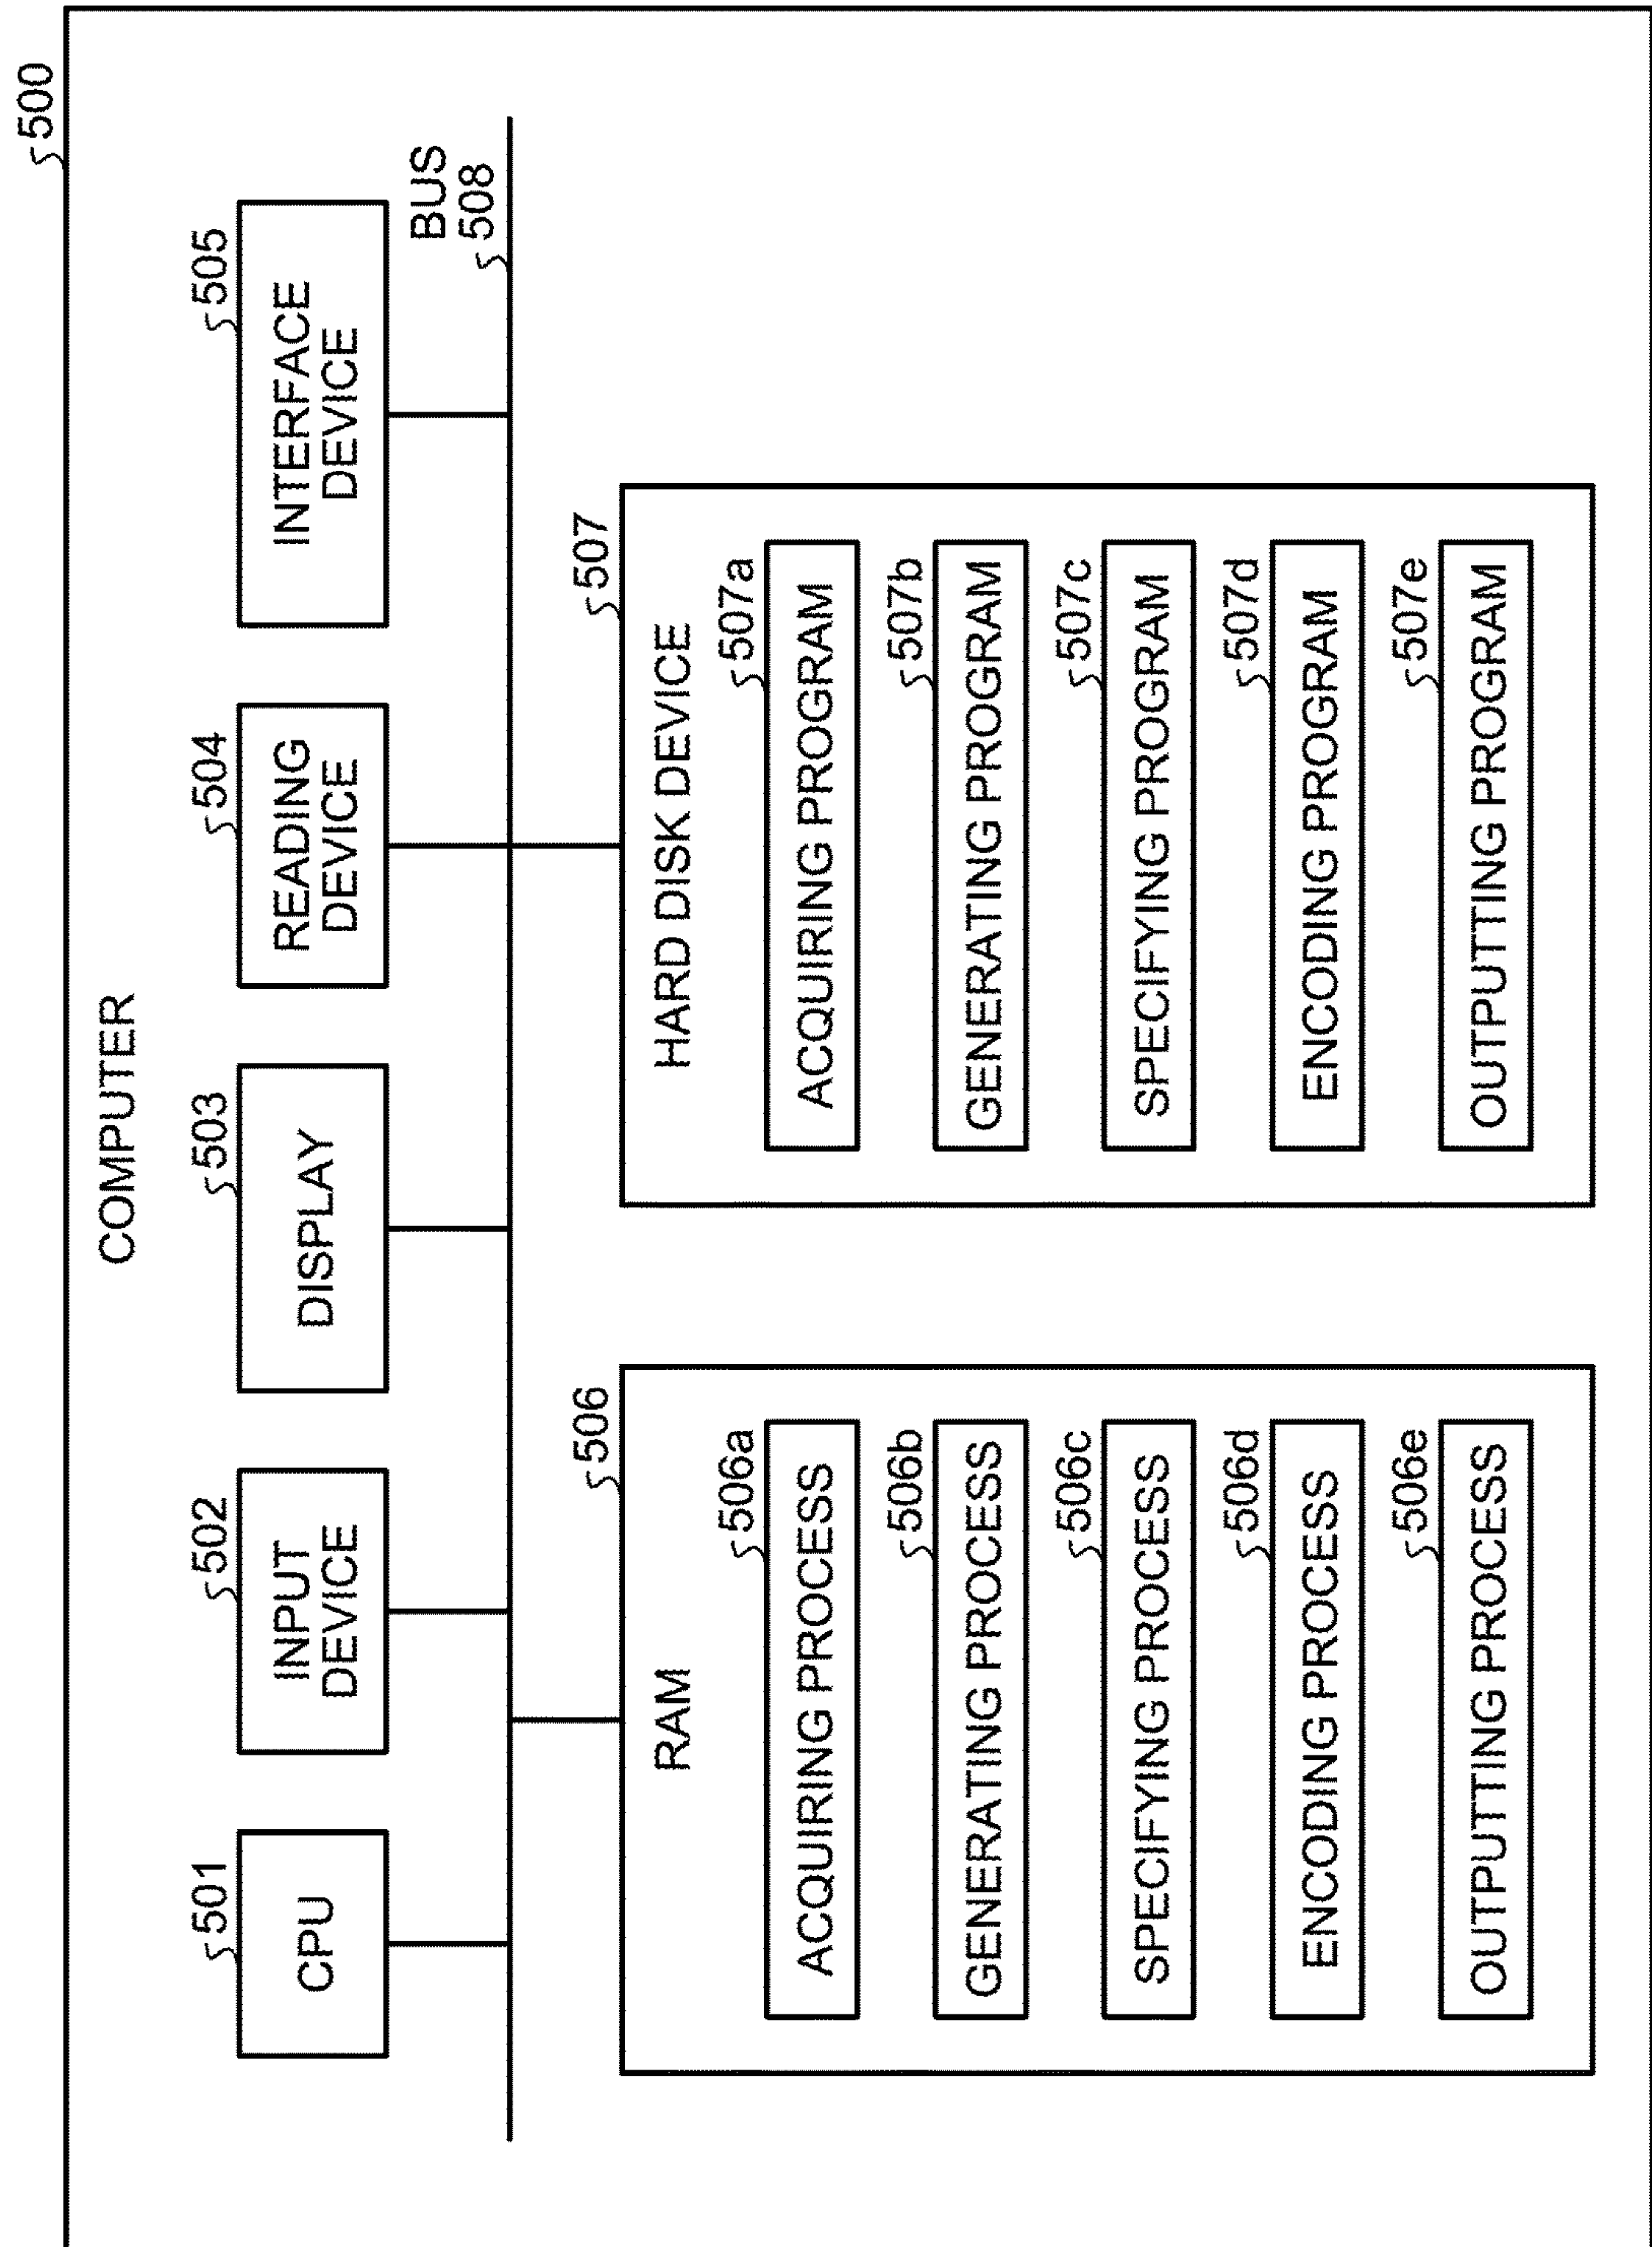 500
COMPUTER
501
CPU
502
INPUT
DEVICE
503
DISPLAY
504
READING
DEVICE
505
INTERFACE
DEVICE
BUS
508
506
RAM
506a
ACQUIRING PROCESS
506b
GENERATING PROCESS
506c
SPECIFYING PROCESS
506d
ENCODING PROCESS
506e
OUTPUTTING PROCESS
507
HARD DISK DEVICE
507a
ACQUIRING PROGRAM
507b
GENERATING PROGRAM
507c
SPECIFYING PROGRAM
507d
ENCODING PROGRAM
507e
OUTPUTTING PROGRAM